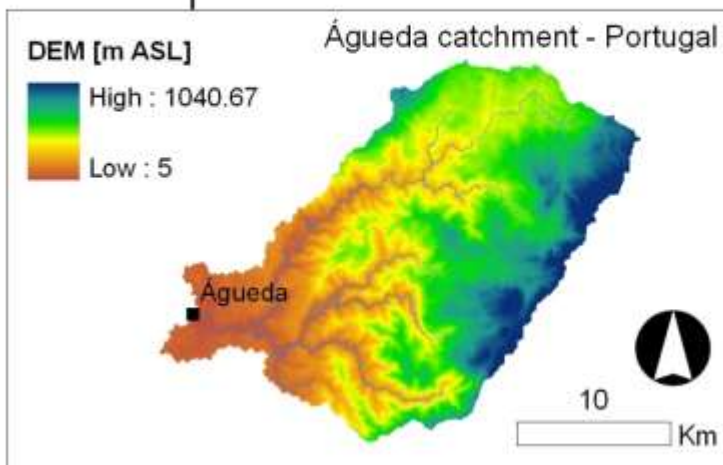 Águeda catchment - Portugal
DEM [m ASL]
High : 1040.67
Low : 5
Águeda
10
Km